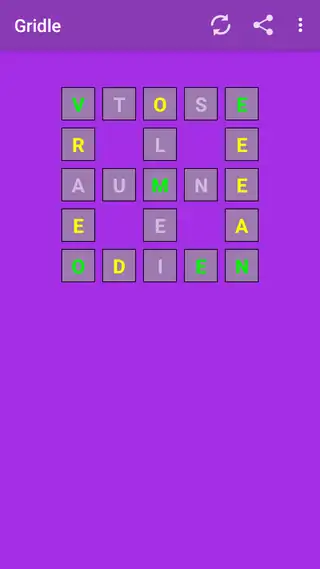 Gridle
V T O S E
R L E
A U M N E
E E A
O D I E N